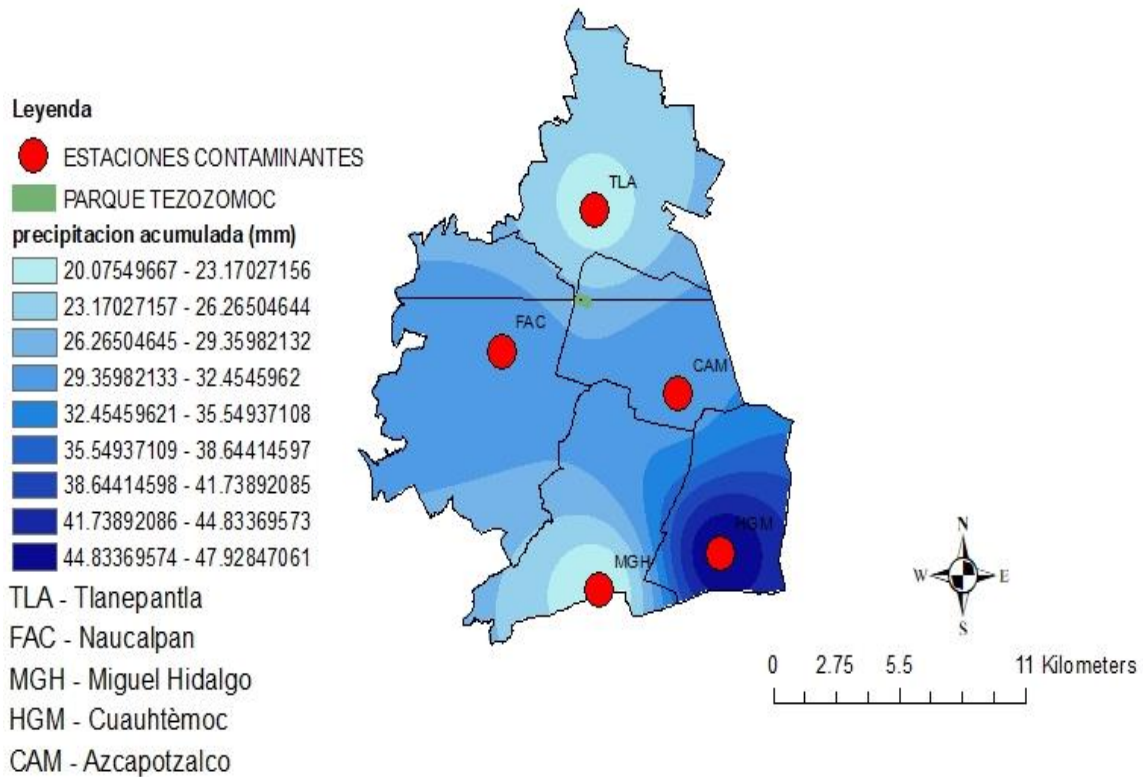 Leyenda
ESTACIONES CONTAMINANTES
PARQUE TEZOZOMOC
precipitacion acumulada (mm)
20.07549667 - 23.17027156
23.17027157 - 26.26504644
26.26504645 - 29.35982132
29.35982133 - 32.4545962
32.45459621 - 35.54937108
35.54937109 - 38.64414597
38.64414598 - 41.73892085
41.73892086 - 44.83369573
44.83369574 - 47.92847061
TLA - Tlanepantla
FAC - Naucalpan
MGH - Miguel Hidalgo
HGM - Cuauhtèmoc
CAM - Azcapotzalco
TLA
FAC
CAM
HGM
MGH
N
W E
S
0 2.75 5.5 11 Kilometers